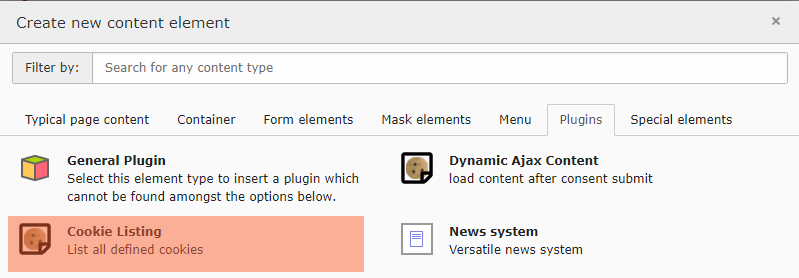 Create new content element ×
Filter by: Search for any content type
Typical page content Container Form elements Mask elements Menu Plugins Special elements
General Plugin
Select this element type to insert a plugin which
cannot be found amongst the options below.
Dynamic Ajax Content
load content after consent submit
Cookie Listing
List all defined cookies
News system
Versatile news system